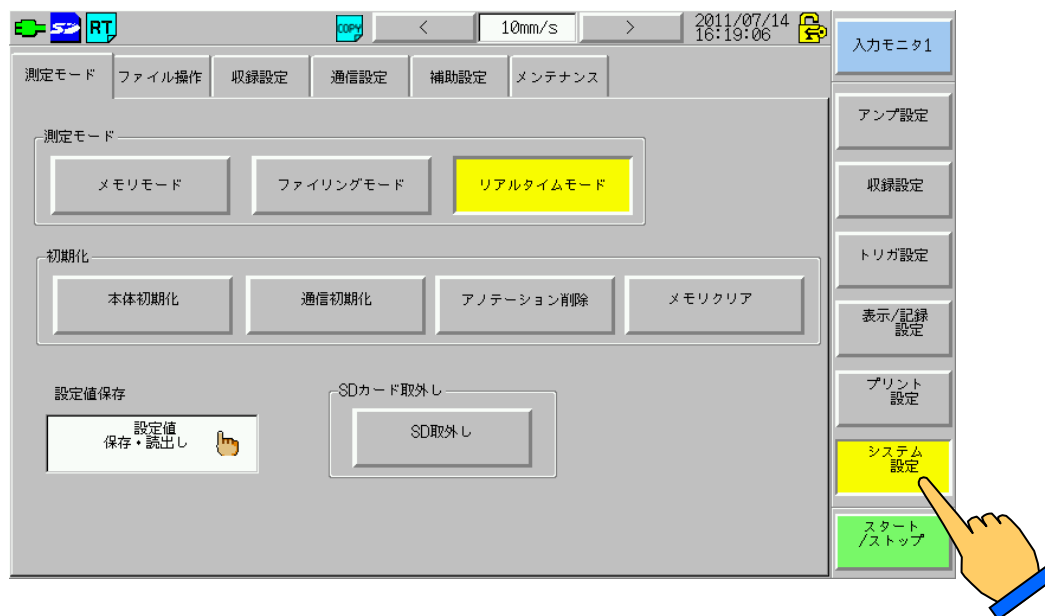 SD RT COPY < 10mm/s > 2011/07/14
16:19:06
入力モニタ1
測定モード ファイル操作 収録設定 通信設定 補助設定 メンテナンス
測定モード
メモリモード ファイリングモード リアルタイムモード
初期化
本体初期化 通信初期化 アノテーション削除 メモリクリア
設定値保存
設定値
保存・読出し
SDカード取外し
SD取外し
アンプ設定
収録設定
トリガ設定
表示/記録
設定
プリント
設定
システム
設定
スタート
/ストップ